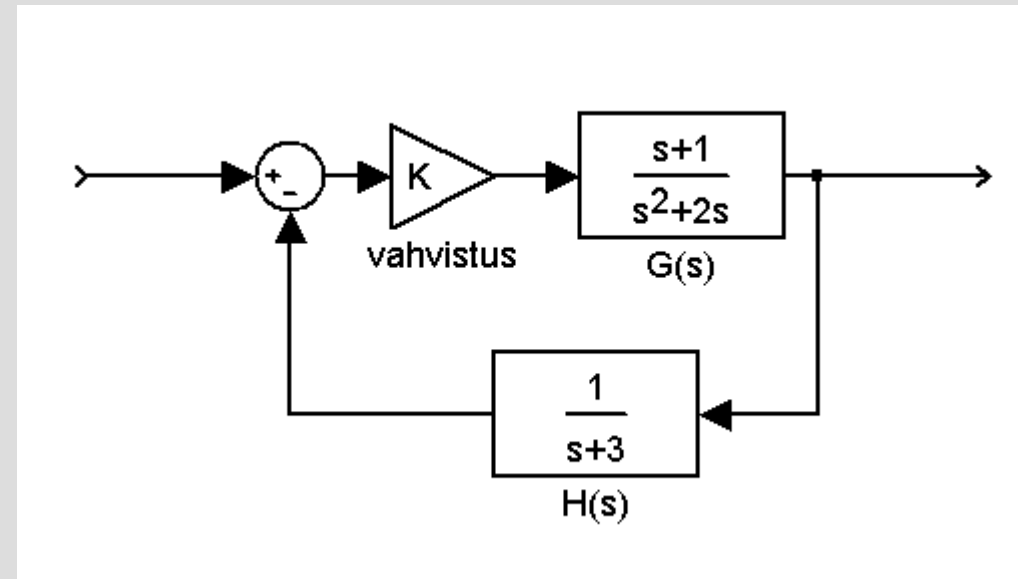 +
-
K
vahvistus
s+1
s²+2s
G(s)
1
s+3
H(s)